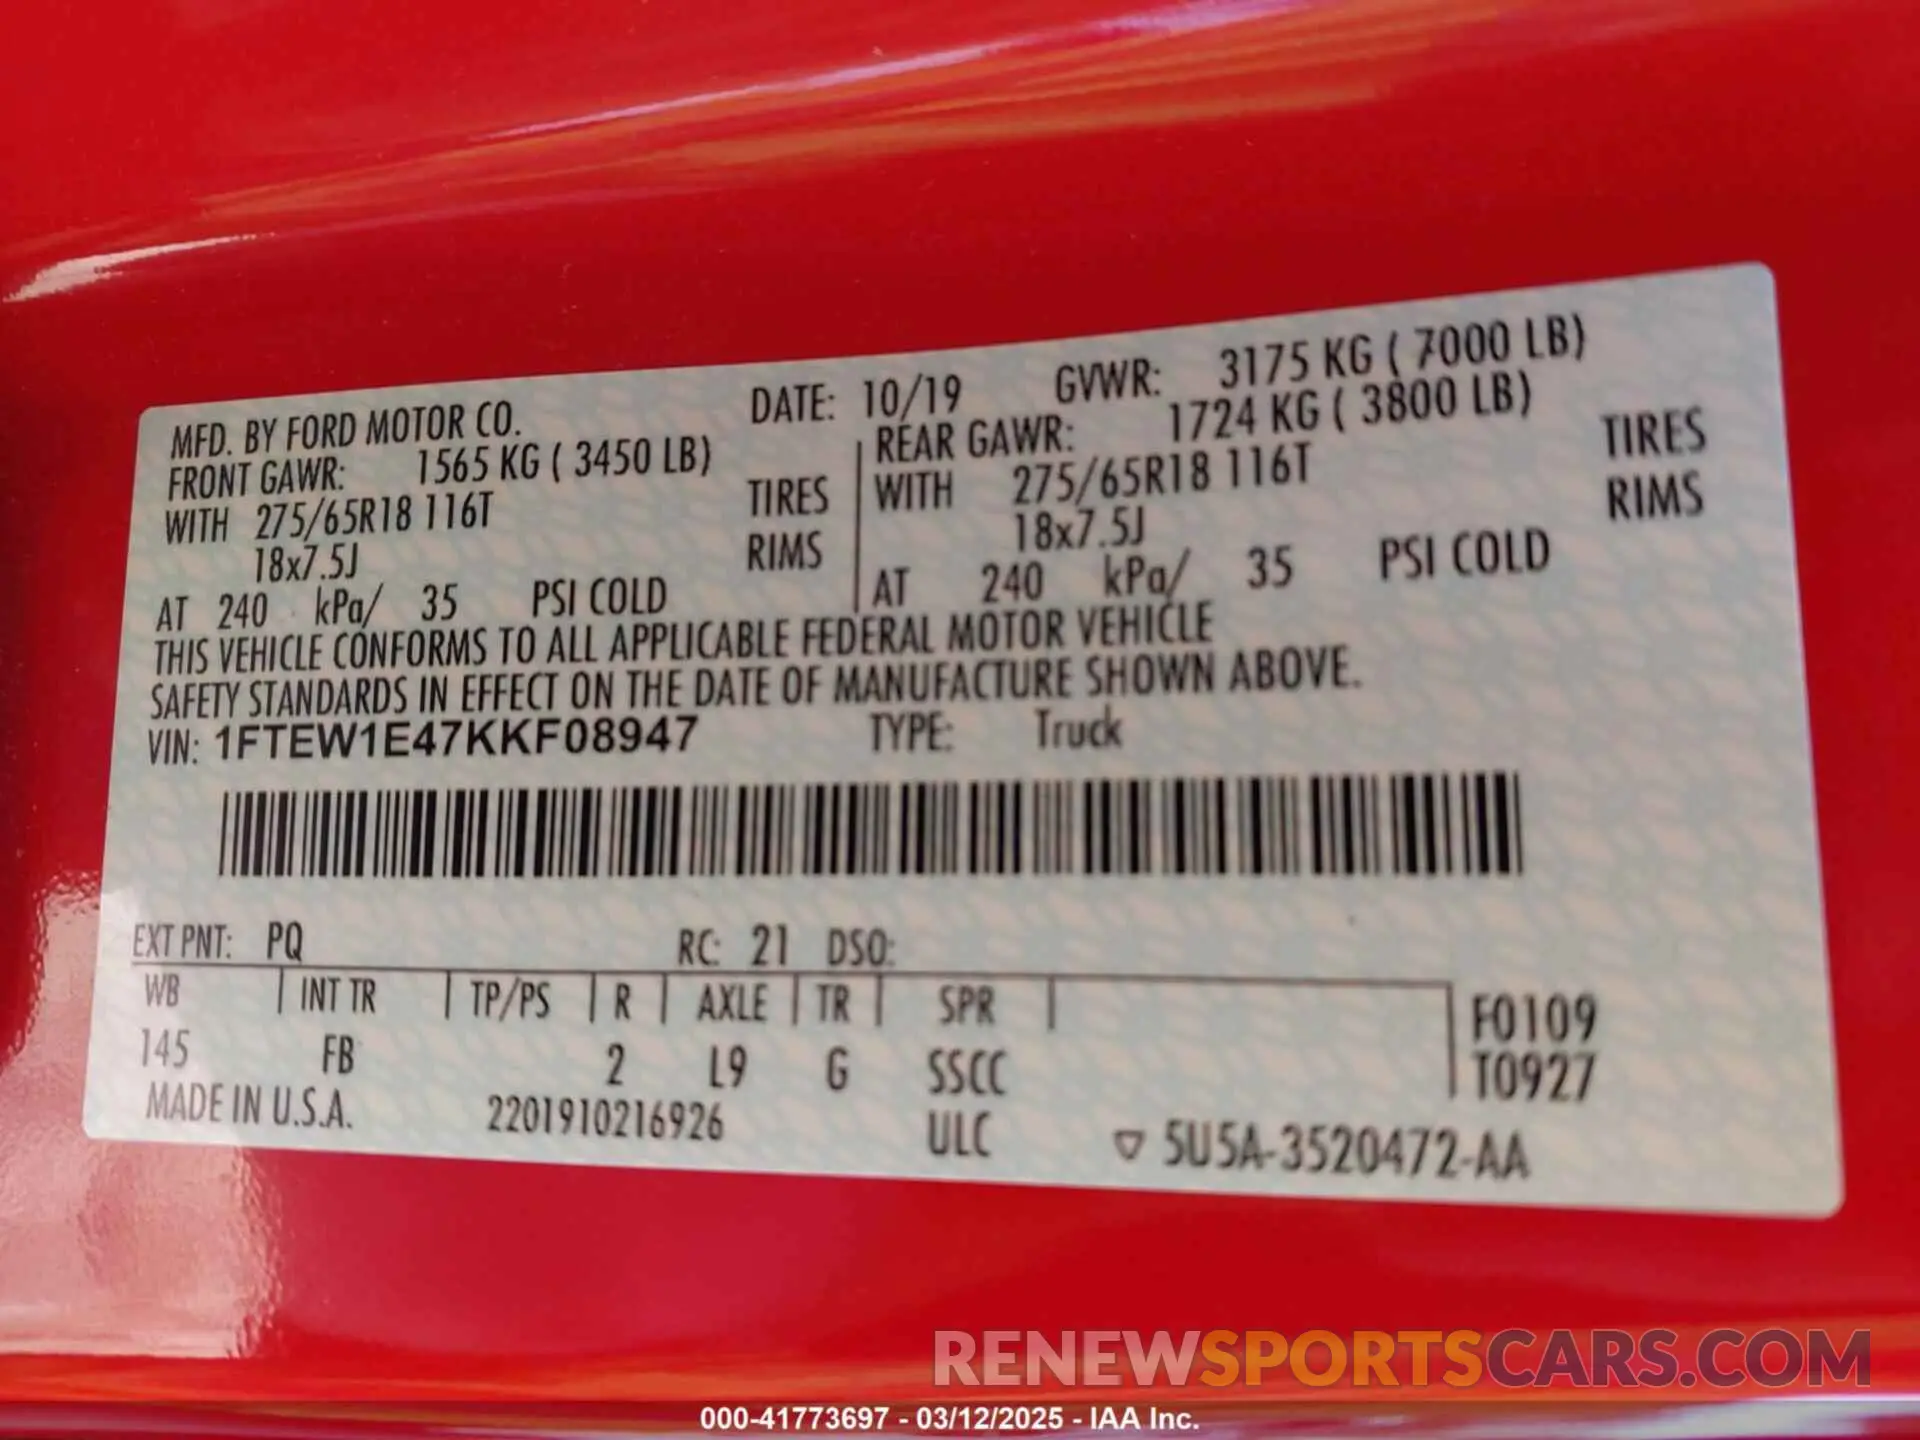 MFD. BY FORD MOTOR CO. DATE: 10/19 GVWR: 3175 KG ( 7000 LB)
FRONT GAWR: 1565 KG ( 3450 LB) REAR GAWR: 1724 KG ( 3800 LB)
WITH 275/65R18 116T TIRES WITH 275/65R18 116T TIRES
18x7.5J RIMS 18x7.5J RIMS
AT 240 kPa/ 35 PSI COLD AT 240 kPa/ 35 PSI COLD
THIS VEHICLE CONFORMS TO ALL APPLICABLE FEDERAL MOTOR VEHICLE
SAFETY STANDARDS IN EFFECT ON THE DATE OF MANUFACTURE SHOWN ABOVE.
VIN: 1FTEW1E47KKF08947 TYPE: Truck
EXT PNT: PQ RC: 21 DSO:
WB INT TR TP/PS R AXLE TR SPR F0109
145 FB 2 L9 G SSCC T0927
MADE IN U.S.A. 2201910216926 ULC ▽ 5U5A-3520472-AA
RENEWSPORTSCARS.COM
000-41773697 - 03/12/2025 - IAA Inc.